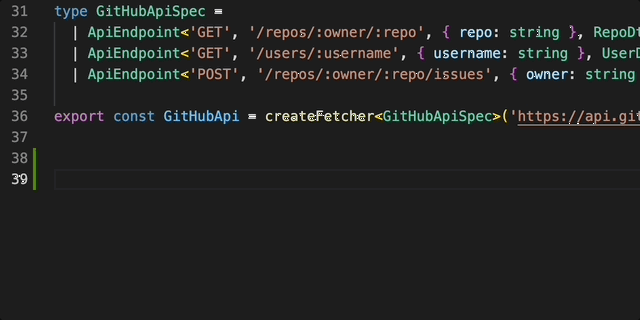 31 type GitHubApiSpec =
32 | ApiEndpoint<'GET', '/repos/:owner/:repo', { repo: string }, RepoDt
33 | ApiEndpoint<'GET', '/users/:username', { username: string }, UserD
34 | ApiEndpoint<'POST', '/repos/:owner/:repo/issues', { owner: string
35
36 export const GitHubApi = createFetcher<GitHubApiSpec>('https://api.git
37
38
39